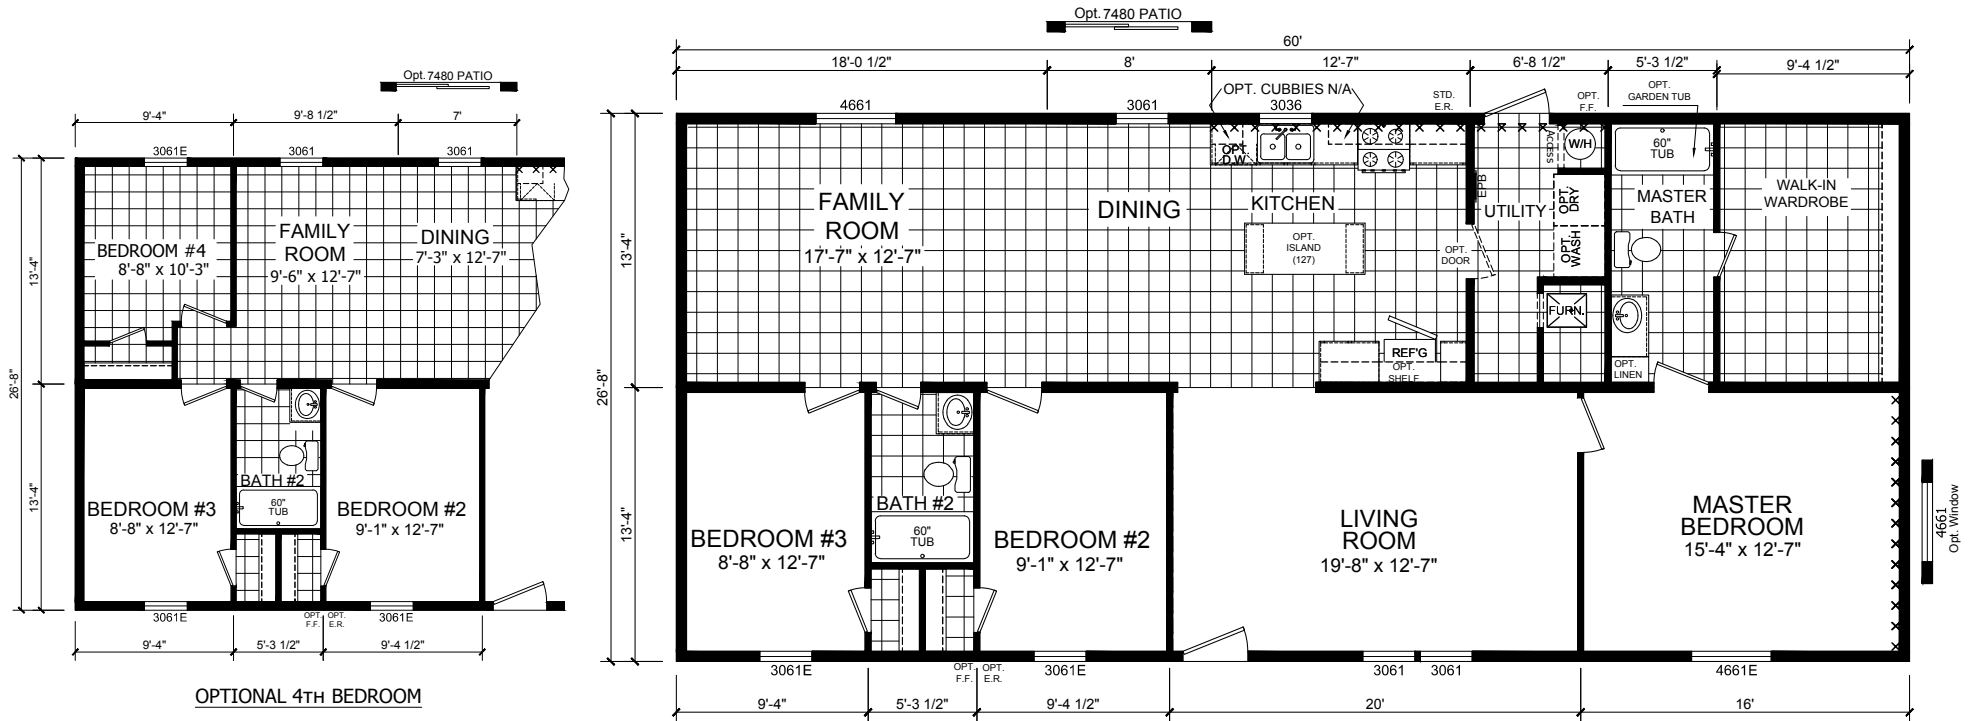 Opt. 7480 PATIO
9'-4"
9'-8 1/2"
7'
3061E
3061
3061
BEDROOM #4
8'-8" x 10'-3"
FAMILY
ROOM
9'-6" x 12'-7"
DINING
7'-3" x 12'-7"
13'-4"
26'-8"
13'-4"
BEDROOM #3
8'-8" x 12'-7"
BATH #2
60"
TUB
BEDROOM #2
9'-1" x 12'-7"
3061E
OPT.
F.F.
OPT.
E.R.
3061E
9'-4"
5'-3 1/2"
9'-4 1/2"
OPTIONAL 4TH BEDROOM
Opt. 7480 PATIO
60'
18'-0 1/2"
8'
12'-7"
6'-8 1/2"
5'-3 1/2"
9'-4 1/2"
4661
3061
OPT. CUBBIES N/A
3036
STD.
E.R.
OPT.
F.F.
OPT.
GARDEN TUB
OPT.
D.W.
ACCESS
W/H
60"
TUB
FAMILY
ROOM
17'-7" x 12'-7"
DINING
KITCHEN
OPT.
ISLAND
(127)
EPB
UTILITY
OPT.
DRY
OPT.
WASH
OPT.
DOOR
MASTER
BATH
WALK-IN
WARDROBE
FURN.
REF'G
OPT.
SHELF
OPT.
LINEN
13'-4"
26'-8"
13'-4"
BEDROOM #3
8'-8" x 12'-7"
BATH #2
60"
TUB
BEDROOM #2
9'-1" x 12'-7"
LIVING
ROOM
19'-8" x 12'-7"
MASTER
BEDROOM
15'-4" x 12'-7"
4661
Opt. Window
3061E
OPT.
F.F.
OPT.
E.R.
3061E
3061
3061
4661E
9'-4"
5'-3 1/2"
9'-4 1/2"
20'
16'